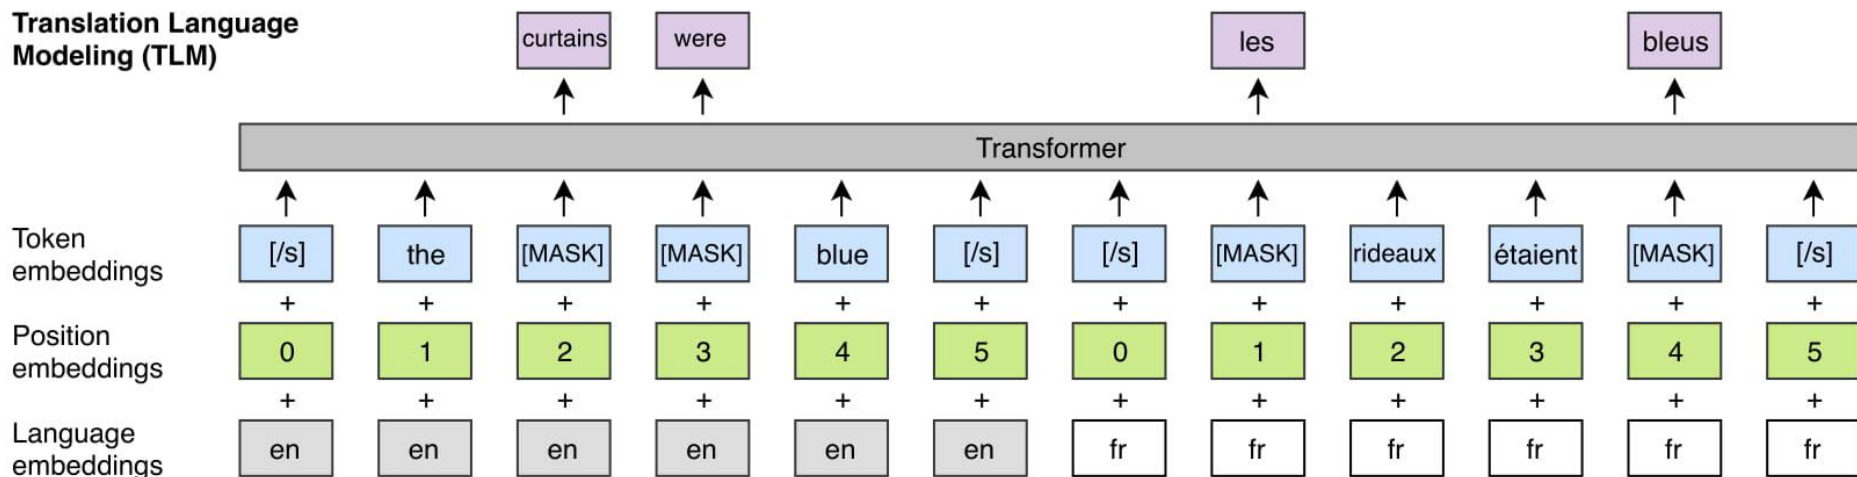 Translation Language
Modeling (TLM)
curtains were les bleus
Transformer
Token
embeddings
[/s] the [MASK] [MASK] blue [/s] [/s] [MASK] rideaux étaient [MASK] [/s]
+ + + + + + + + + + + +
Position
embeddings
0 1 2 3 4 5 0 1 2 3 4 5
+ + + + + + + + + + + +
Language
embeddings
en en en en en en fr fr fr fr fr fr